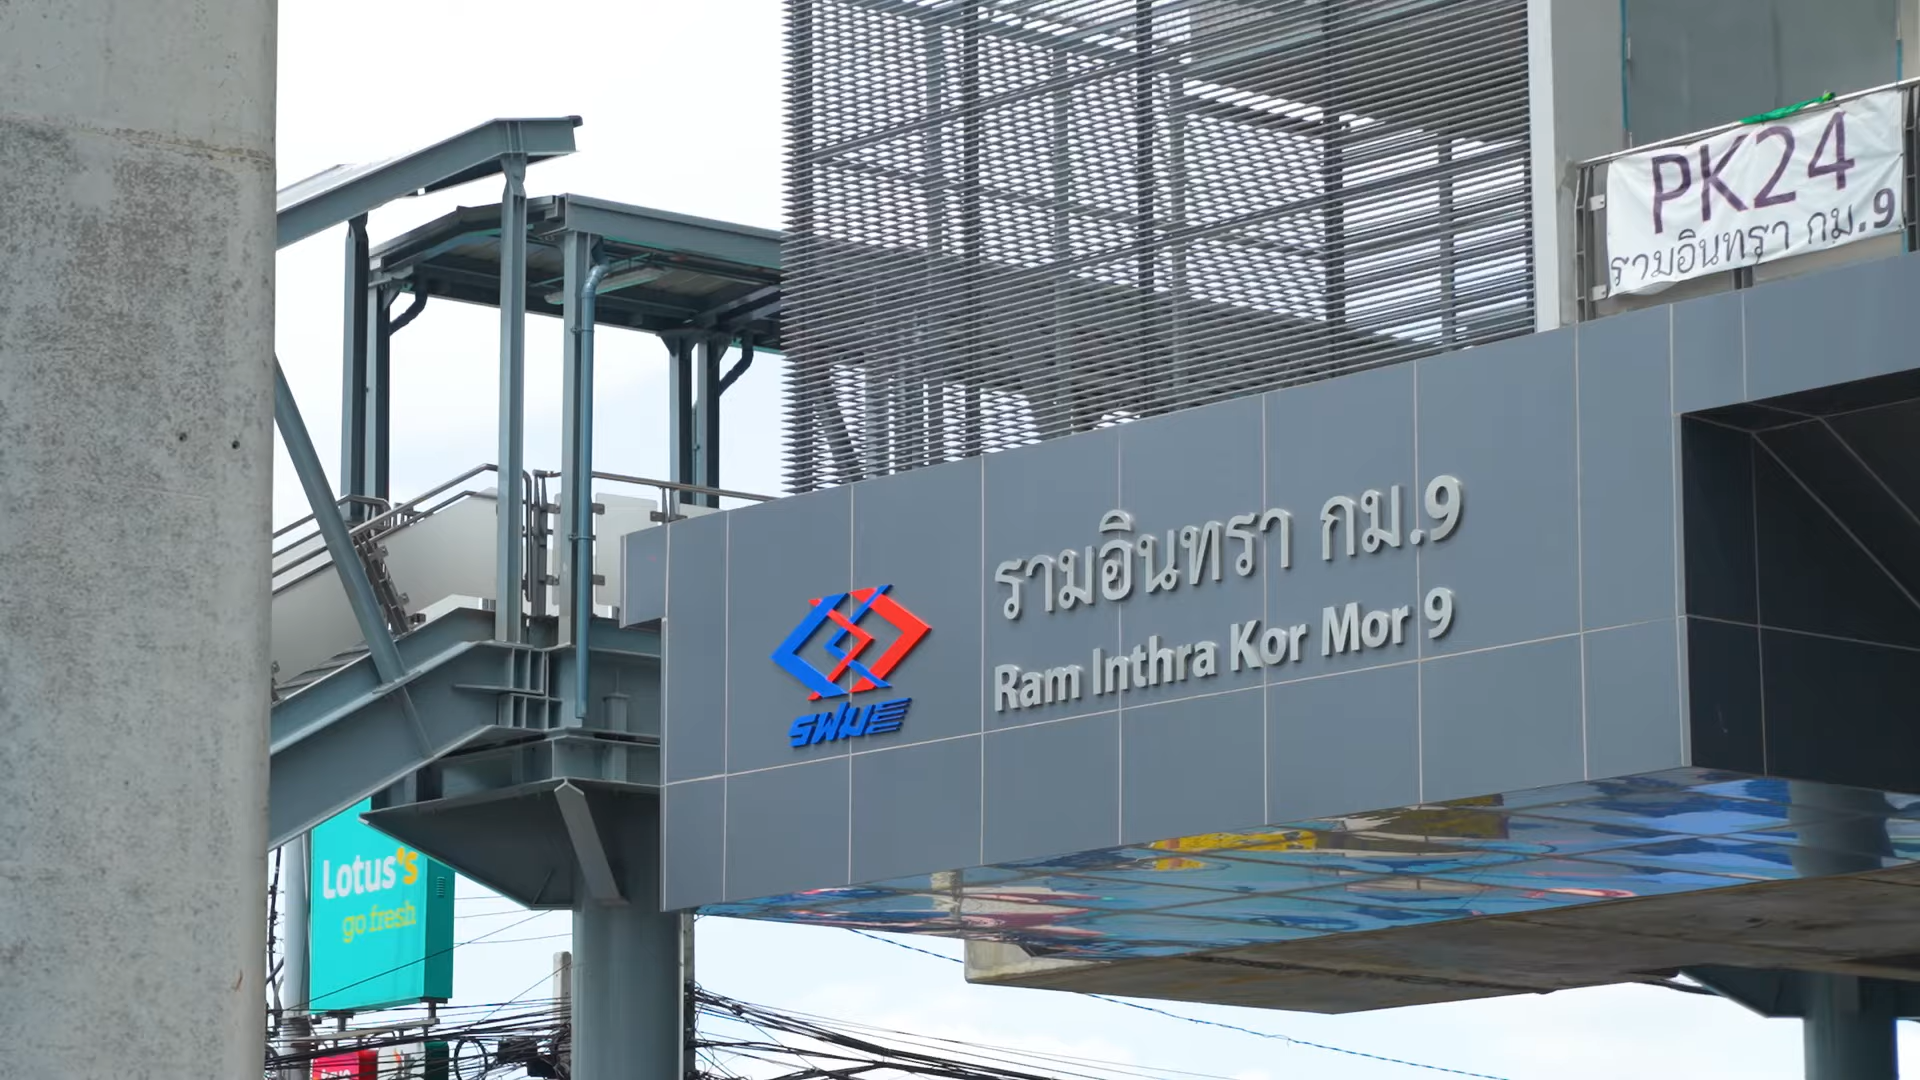 PK24
รามอินทรา กม.9
รามอินทรา กม.9
Ram Inthra Kor Mor 9
รฟม
Lotus's
go fresh